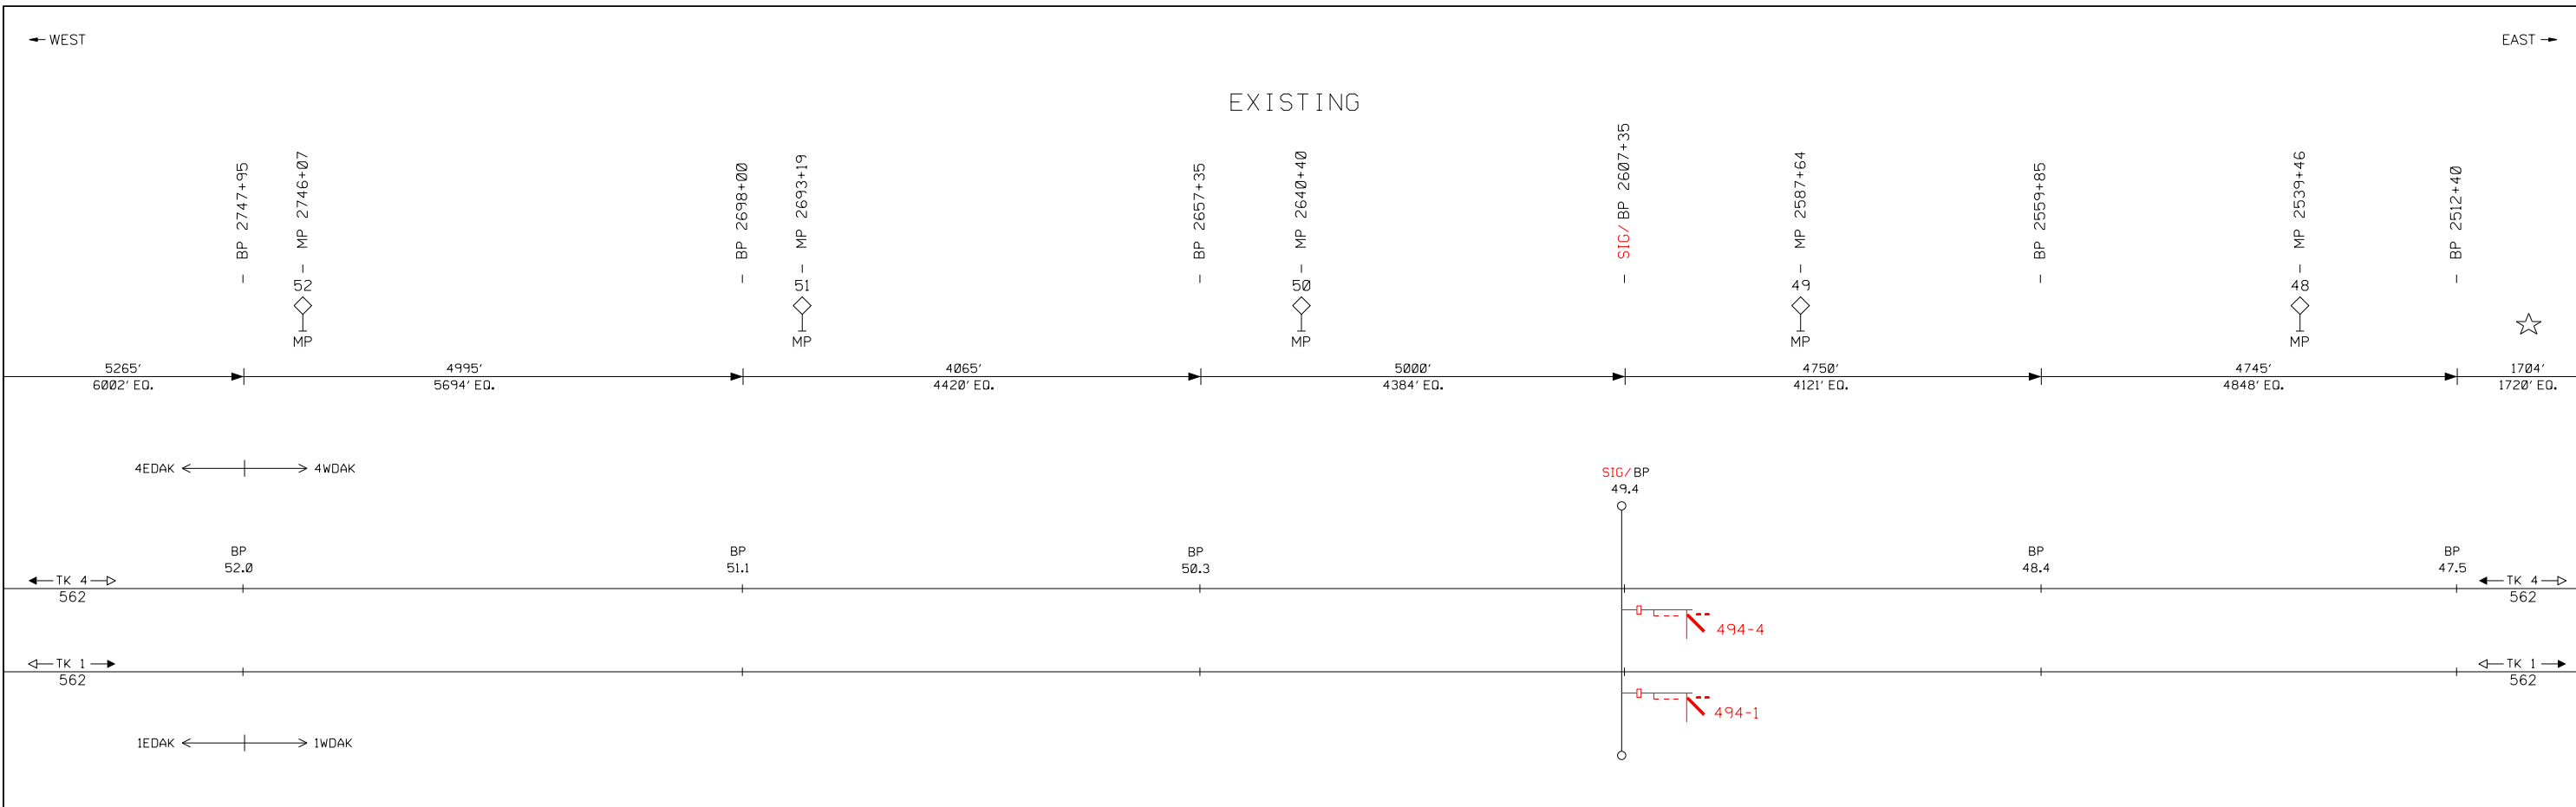 WEST
EAST
EXISTING
BP 2747+95
MP 2746+07
BP 2698+00
MP 2693+19
BP 2657+35
MP 2640+40
SIG/BP 2607+35
MP 2587+64
BP 2559+85
MP 2539+46
BP 2512+40
52
51
50
49
48
MP
MP
MP
MP
MP
5265' 4995' 4065' 5000' 4750' 4745' 1704'
6002' EQ. 5694' EQ. 4420' EQ. 4384' EQ. 4121' EQ. 4848' EQ. 1720' EQ.
4EDAK 4WDAK
SIG/BP
49.4
BP BP BP BP BP
52.0 51.1 50.3 48.4 47.5
TK 4 TK 4
562 562
494-4
TK 1 TK 1
562 562
494-1
1EDAK 1WDAK